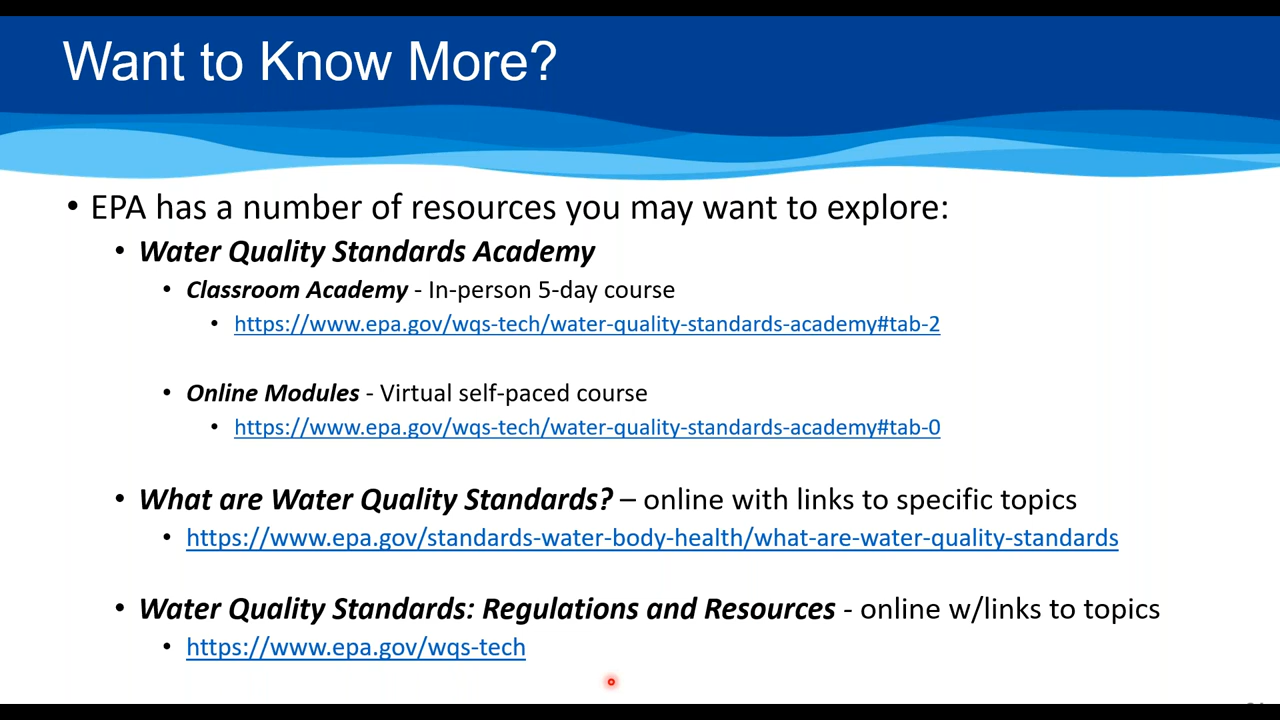 Want to Know More?
• EPA has a number of resources you may want to explore:
• Water Quality Standards Academy
• Classroom Academy - In-person 5-day course
• https://www.epa.gov/wqs-tech/water-quality-standards-academy#tab-2
• Online Modules - Virtual self-paced course
• https://www.epa.gov/wqs-tech/water-quality-standards-academy#tab-0
• What are Water Quality Standards? – online with links to specific topics
• https://www.epa.gov/standards-water-body-health/what-are-water-quality-standards
• Water Quality Standards: Regulations and Resources - online w/links to topics
• https://www.epa.gov/wqs-tech